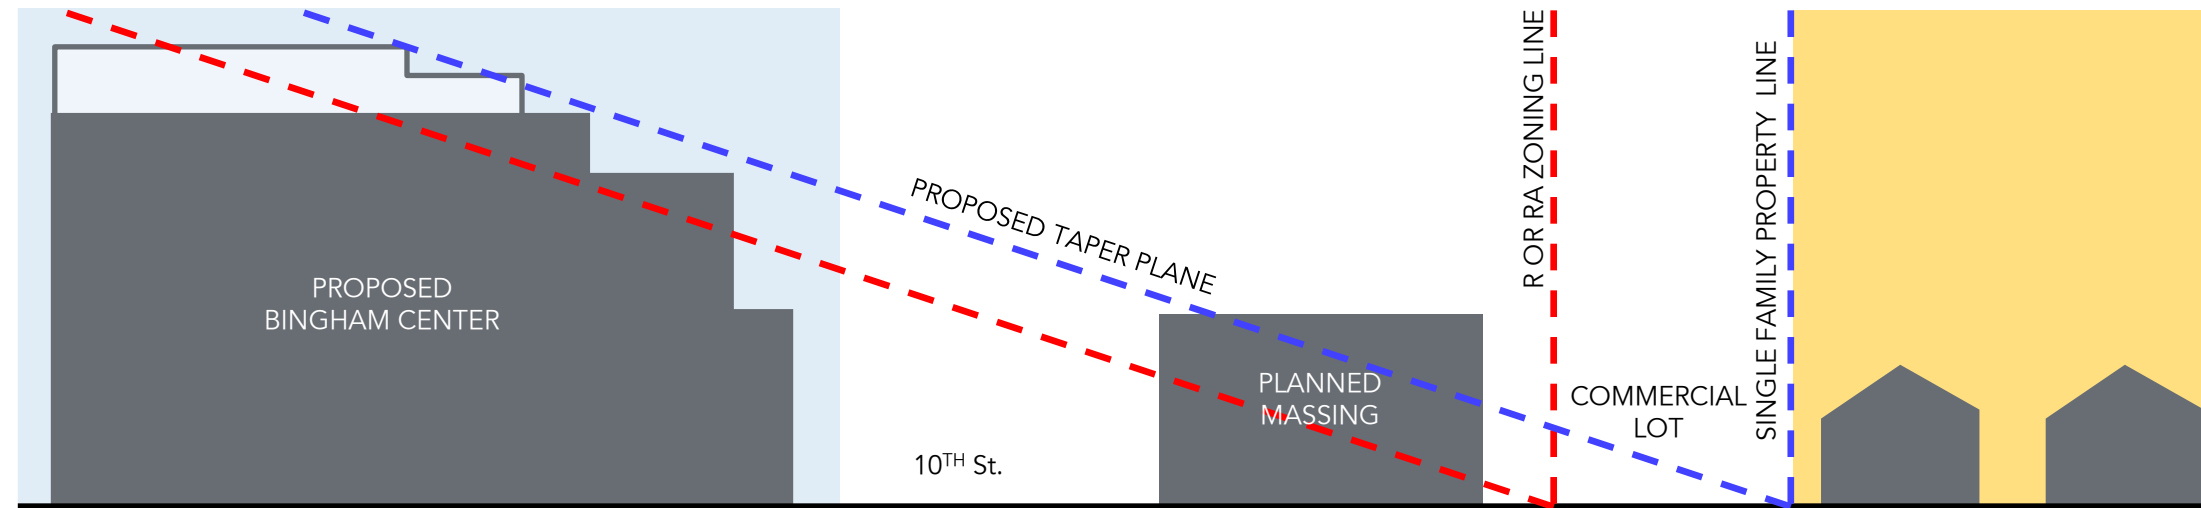 PROPOSED
BINGHAM CENTER
PROPOSED TAPER PLANE
10TH St.
PLANNED
MASSING
R OR RA ZONING LINE
COMMERCIAL
LOT
SINGLE FAMILY PROPERTY LINE